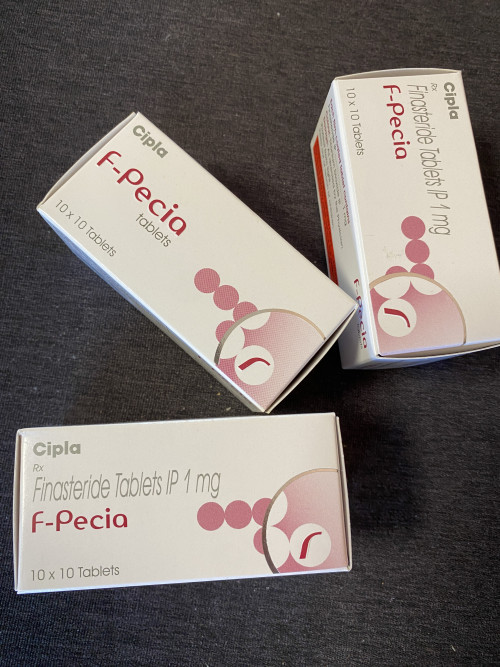 Cipla
F-Pecia
tablets
10 x 10 Tablets
Cipla
Rx
Finasteride Tablets IP 1 mg
F-Pecia
10 x 10 Tablets
F-Pecia
Cipla
Rx
Finasteride Tablets IP 1 mg
F-Pecia
10 x 10 Tablets